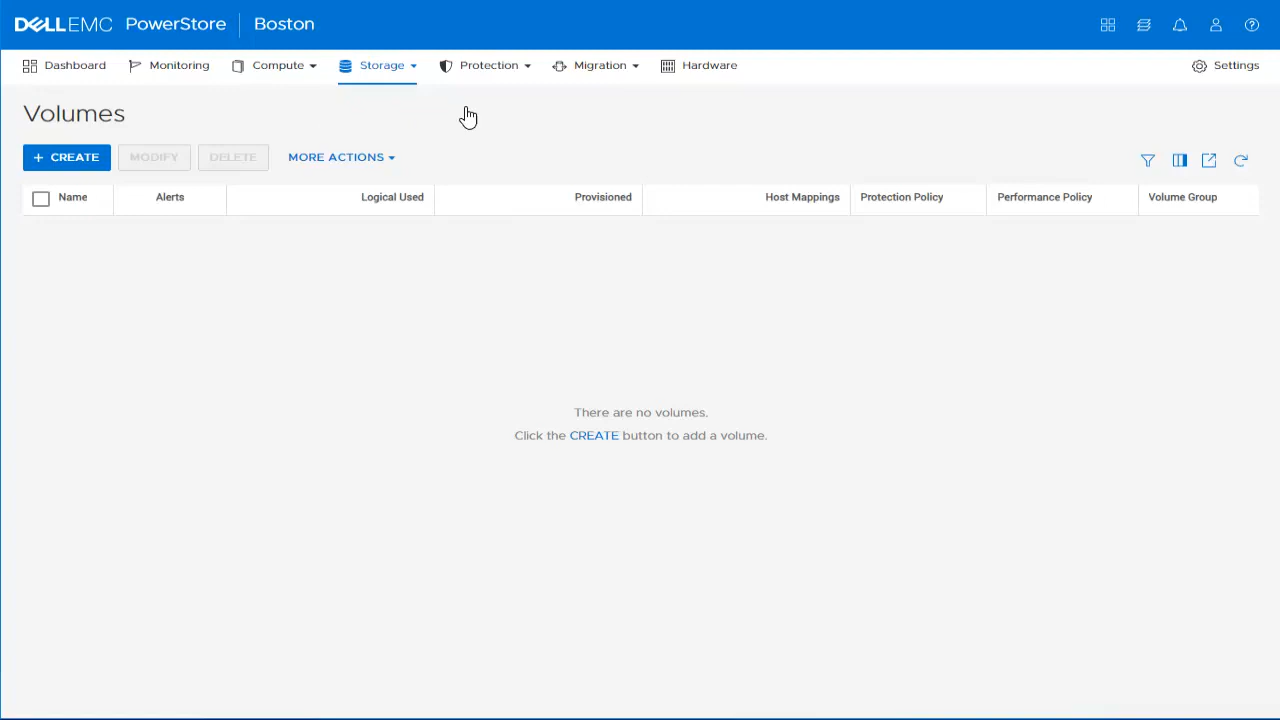 DELLEMC PowerStore Boston
Dashboard Monitoring Compute Storage Protection Migration Hardware Settings
Volumes
+ CREATE MODIFY DELETE MORE ACTIONS
Name Alerts Logical Used Provisioned Host Mappings Protection Policy Performance Policy Volume Group
There are no volumes.
Click the CREATE button to add a volume.